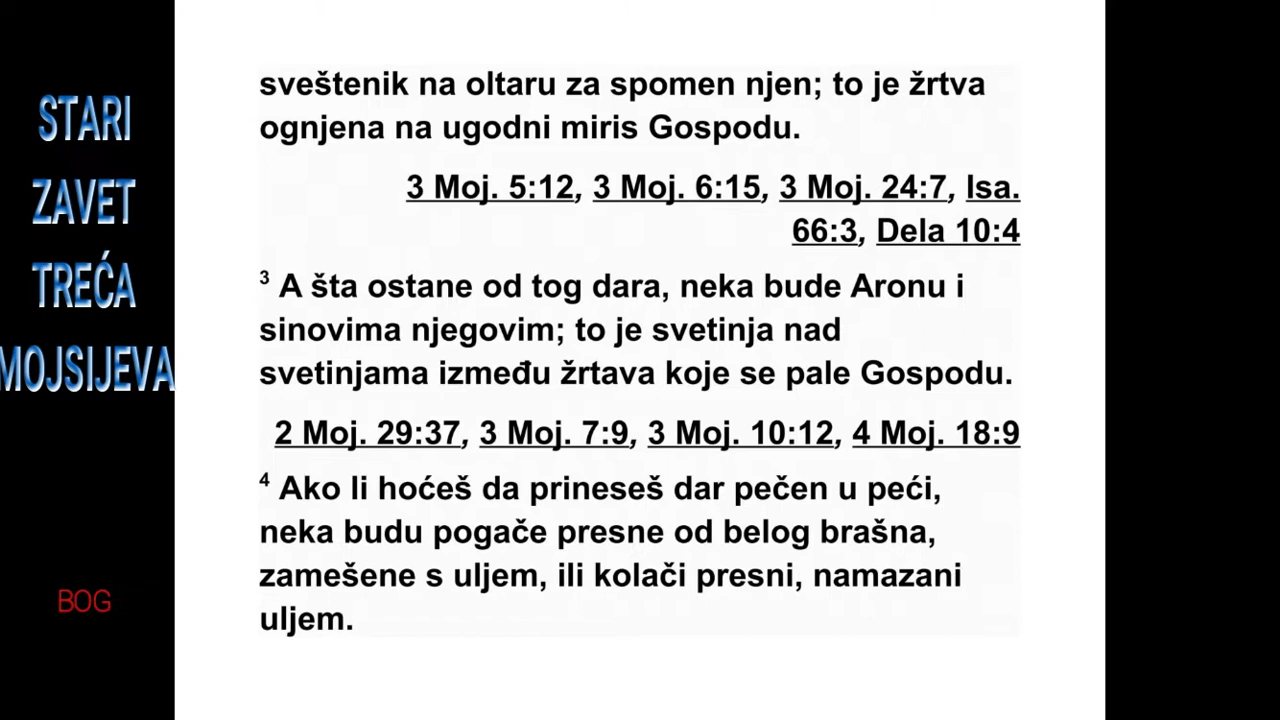 STARI
ZAVET
TREĆA
MOJSIJEVA
BOG
sveštenik na oltaru za spomen njen; to je žrtva
ognjena na ugodni miris Gospodu.
3 Moj. 5:12, 3 Moj. 6:15, 3 Moj. 24:7, Isa.
66:3, Dela 10:4
3 A šta ostane od tog dara, neka bude Aronu i
sinovima njegovim; to je svetinja nad
svetinjama između žrtava koje se pale Gospodu.
2 Moj. 29:37, 3 Moj. 7:9, 3 Moj. 10:12, 4 Moj. 18:9
4 Ako li hoćeš da prineseš dar pečen u peći,
neka budu pogače presne od belog brašna,
zamešene s uljem, ili kolači presni, namazani
uljem.